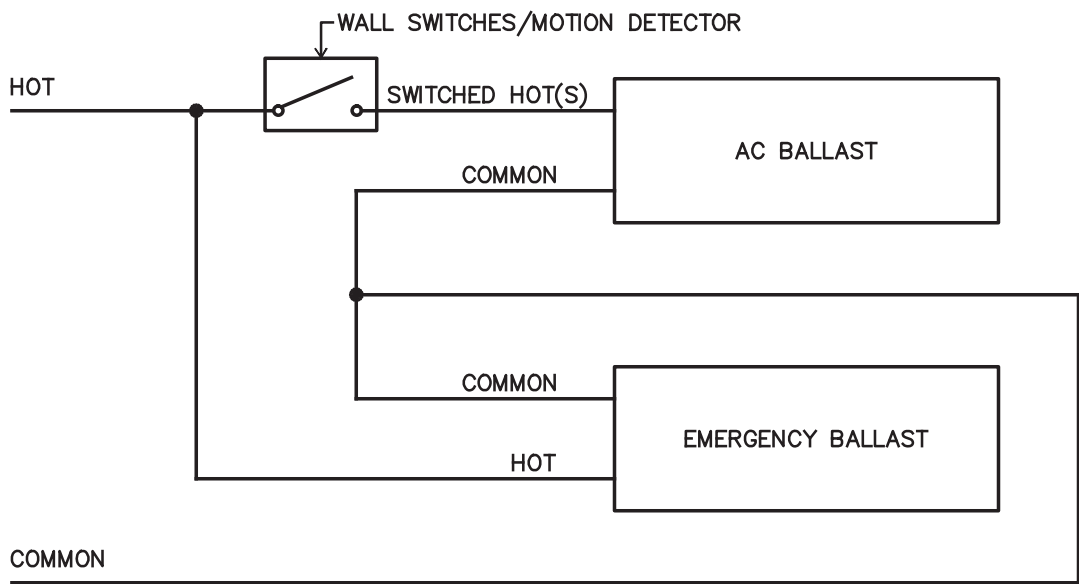 WALL SWITCHES/MOTION DETECTOR
HOT
SWITCHED HOT(S)
AC BALLAST
COMMON
COMMON
EMERGENCY BALLAST
HOT
COMMON